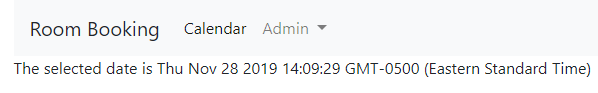 Room Booking Calendar Admin
The selected date is Thu Nov 28 2019 14:09:29 GMT-0500 (Eastern Standard Time)